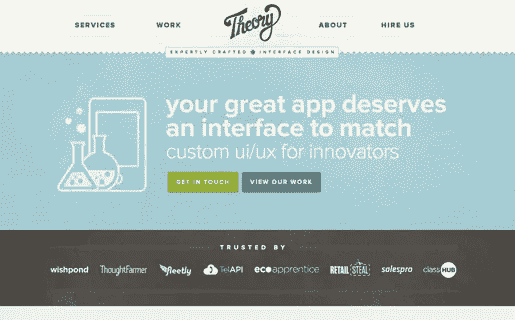 SERVICES WORK Theory ABOUT HIRE US
EXPERTLY CRAFTED INTERFACE DESIGN
your great app deserves
an interface to match
custom ui/ux for innovators
GET IN TOUCH VIEW OUR WORK
TRUSTED BY
wishpond ThoughtFarmer fleetly TelAPI ecoapprentice RETAIL STEAL salespro classHUB